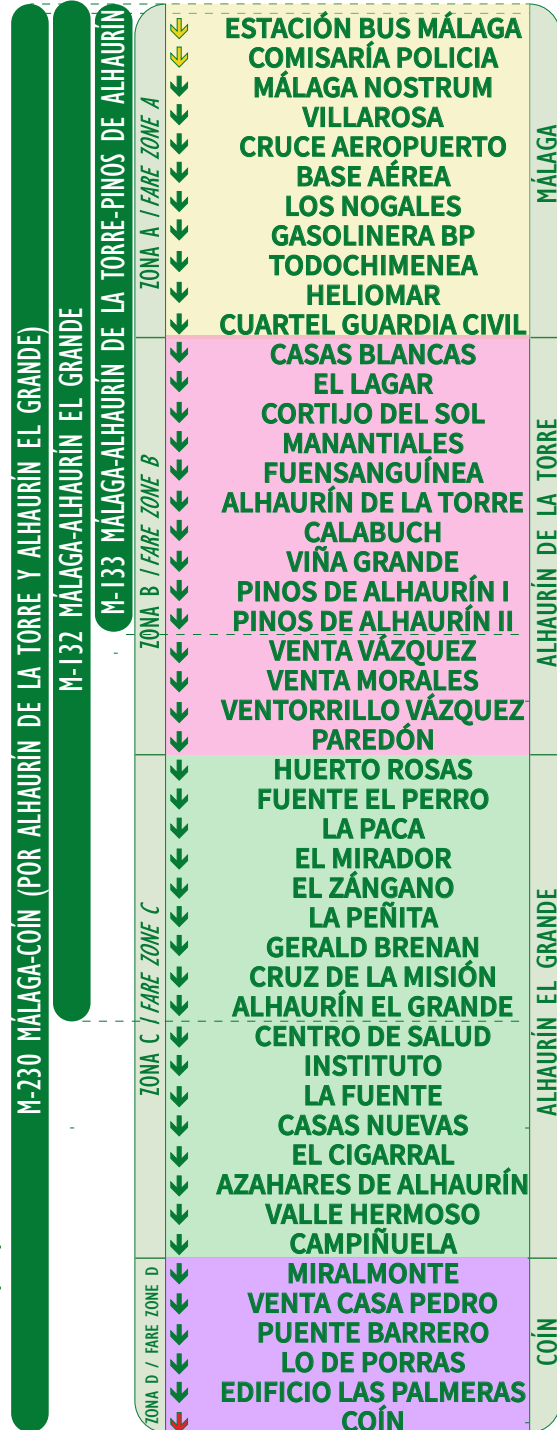 M-230 MÁLAGA-COÍN (POR ALHAURÍN DE LA TORRE Y ALHAURÍN EL GRANDE)
M-132 MÁLAGA-ALHAURÍN EL GRANDE
M-133 MÁLAGA-ALHAURÍN DE LA TORRE-PINOS DE ALHAURÍN
ZONA A / FARE ZONE A
ESTACIÓN BUS MÁLAGA
COMISARÍA POLICIA
MÁLAGA NOSTRUM
VILLAROSA
CRUCE AEROPUERTO
BASE AÉREA
LOS NOGALES
GASOLINERA BP
TODOCHIMENEA
HELIOMAR
CUARTEL GUARDIA CIVIL
MÁLAGA
ZONA B / FARE ZONE B
CASAS BLANCAS
EL LAGAR
CORTIJO DEL SOL
MANANTIALES
FUENSANGUÍNEA
ALHAURÍN DE LA TORRE
CALABUCH
VIÑA GRANDE
PINOS DE ALHAURÍN I
PINOS DE ALHAURÍN II
VENTA VÁZQUEZ
VENTA MORALES
VENTORRILLO VÁZQUEZ
PAREDÓN
ALHAURÍN DE LA TORRE
ZONA C / FARE ZONE C
HUERTO ROSAS
FUENTE EL PERRO
LA PACA
EL MIRADOR
EL ZÁNGANO
LA PEÑITA
GERALD BRENAN
CRUZ DE LA MISIÓN
ALHAURÍN EL GRANDE
CENTRO DE SALUD
INSTITUTO
LA FUENTE
CASAS NUEVAS
EL CIGARRAL
AZAHARES DE ALHAURÍN
VALLE HERMOSO
CAMPIÑUELA
ALHAURÍN EL GRANDE
ZONA D / FARE ZONE D
MIRALMONTE
VENTA CASA PEDRO
PUENTE BARRERO
LO DE PORRAS
EDIFICIO LAS PALMERAS
COÍN
COÍN